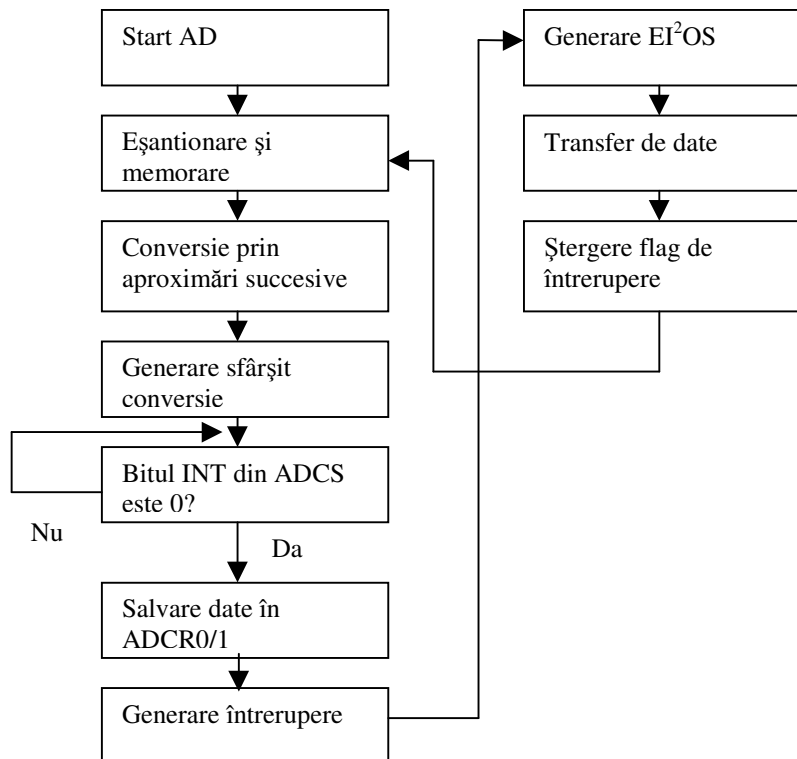 Start AD
Eşantionare şi
memorare
Conversie prin
aproximări succesive
Generare sfârşit
conversie
Bitul INT din ADCS
este 0?
Nu
Da
Salvare date în
ADCR0/1
Generare întrerupere
Generare EI²OS
Transfer de date
Ştergere flag de
întrerupere